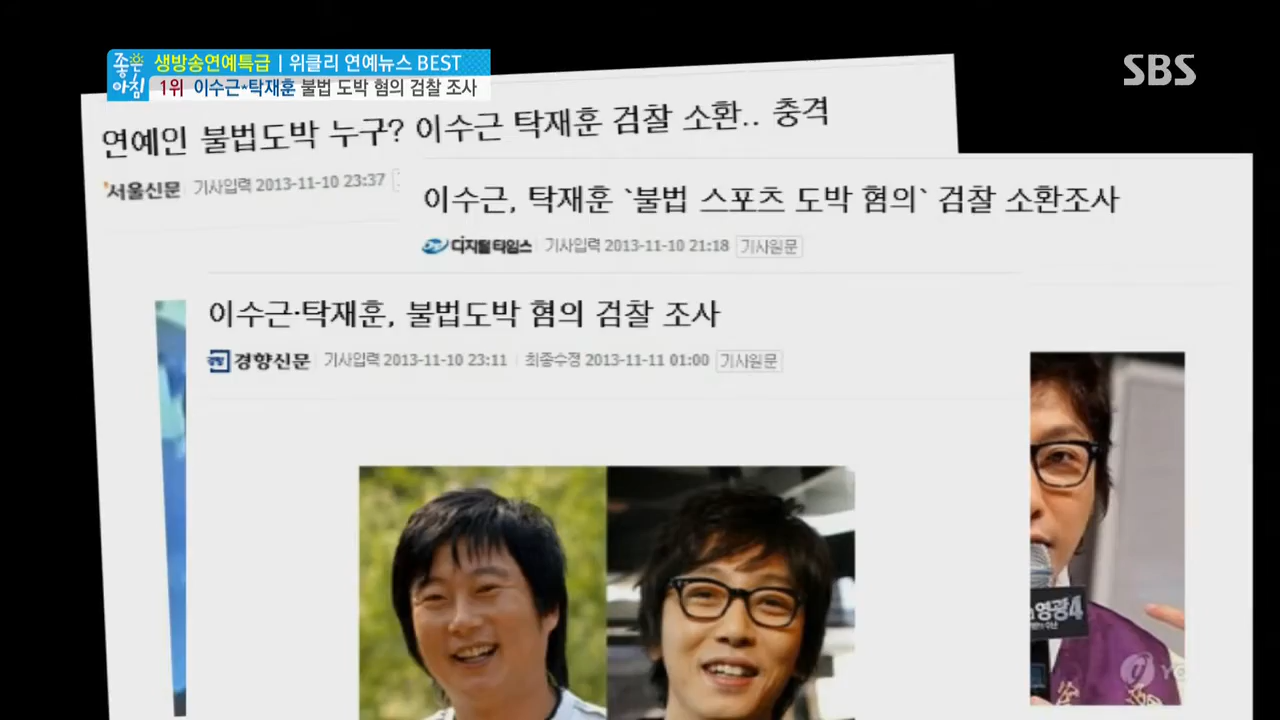 좋은
아침
생방송연예특급 | 위클리 연예뉴스 BEST
1위 이수근*탁재훈 불법 도박 혐의 검찰 조사
SBS
연예인 불법도박 누구? 이수근 탁재훈 검찰 소환.. 충격
서울신문 기사입력 2013-11-10 23:37
이수근, 탁재훈 `불법 스포츠 도박 혐의` 검찰 소환조사
디지털타임스 기사입력 2013-11-10 21:18 기사원문
이수근·탁재훈, 불법도박 혐의 검찰 조사
경향신문 기사입력 2013-11-10 23:11 최종수정 2013-11-11 01:00 기사원문
영광4